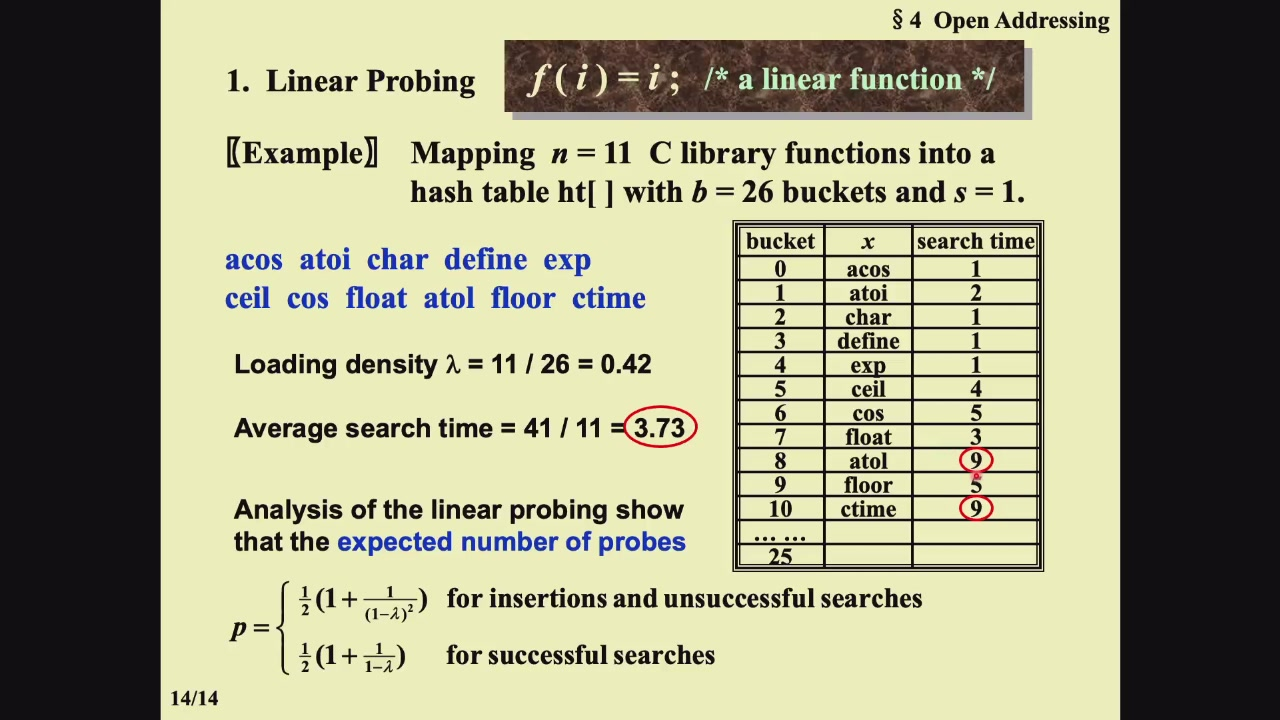 § 4 Open Addressing
1. Linear Probing
f ( i ) = i ; /* a linear function */
〖Example〗 Mapping n = 11 C library functions into a
hash table ht[ ] with b = 26 buckets and s = 1.
acos atoi char define exp
ceil cos float atol floor ctime
Loading density λ = 11 / 26 = 0.42
Average search time = 41 / 11 = 3.73
Analysis of the linear probing show
that the expected number of probes
bucket x search time
0 acos 1
1 atoi 2
2 char 1
3 define 1
4 exp 1
5 ceil 4
6 cos 5
7 float 3
8 atol 9
9 floor 5
10 ctime 9
... ...
25
p = { 1/2 (1 + 1/(1−λ)²) for insertions and unsuccessful searches
1/2 (1 + 1/1−λ) for successful searches
14/14